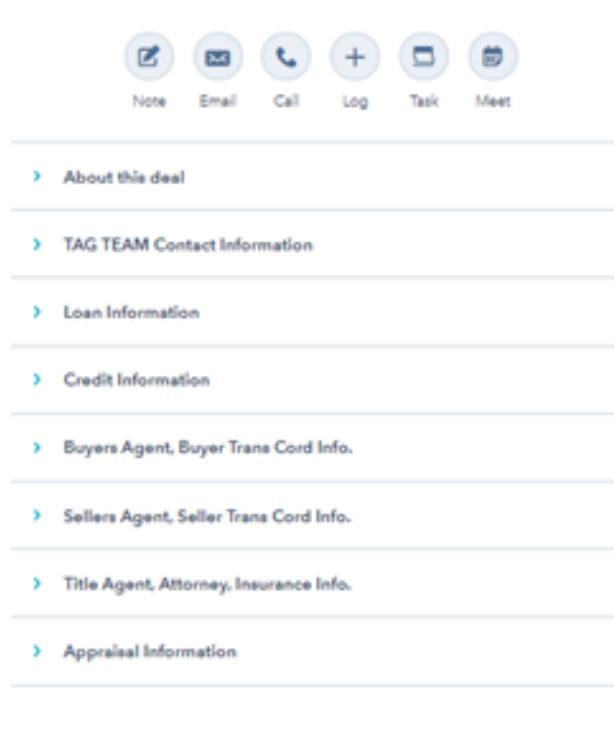 Note Email Call Log Task Meet
About this deal
TAG TEAM Contact Information
Loan Information
Credit Information
Buyers Agent, Buyer Trans Cord Info.
Sellers Agent, Seller Trans Cord Info.
Title Agent, Attorney, Insurance Info.
Appraisal Information